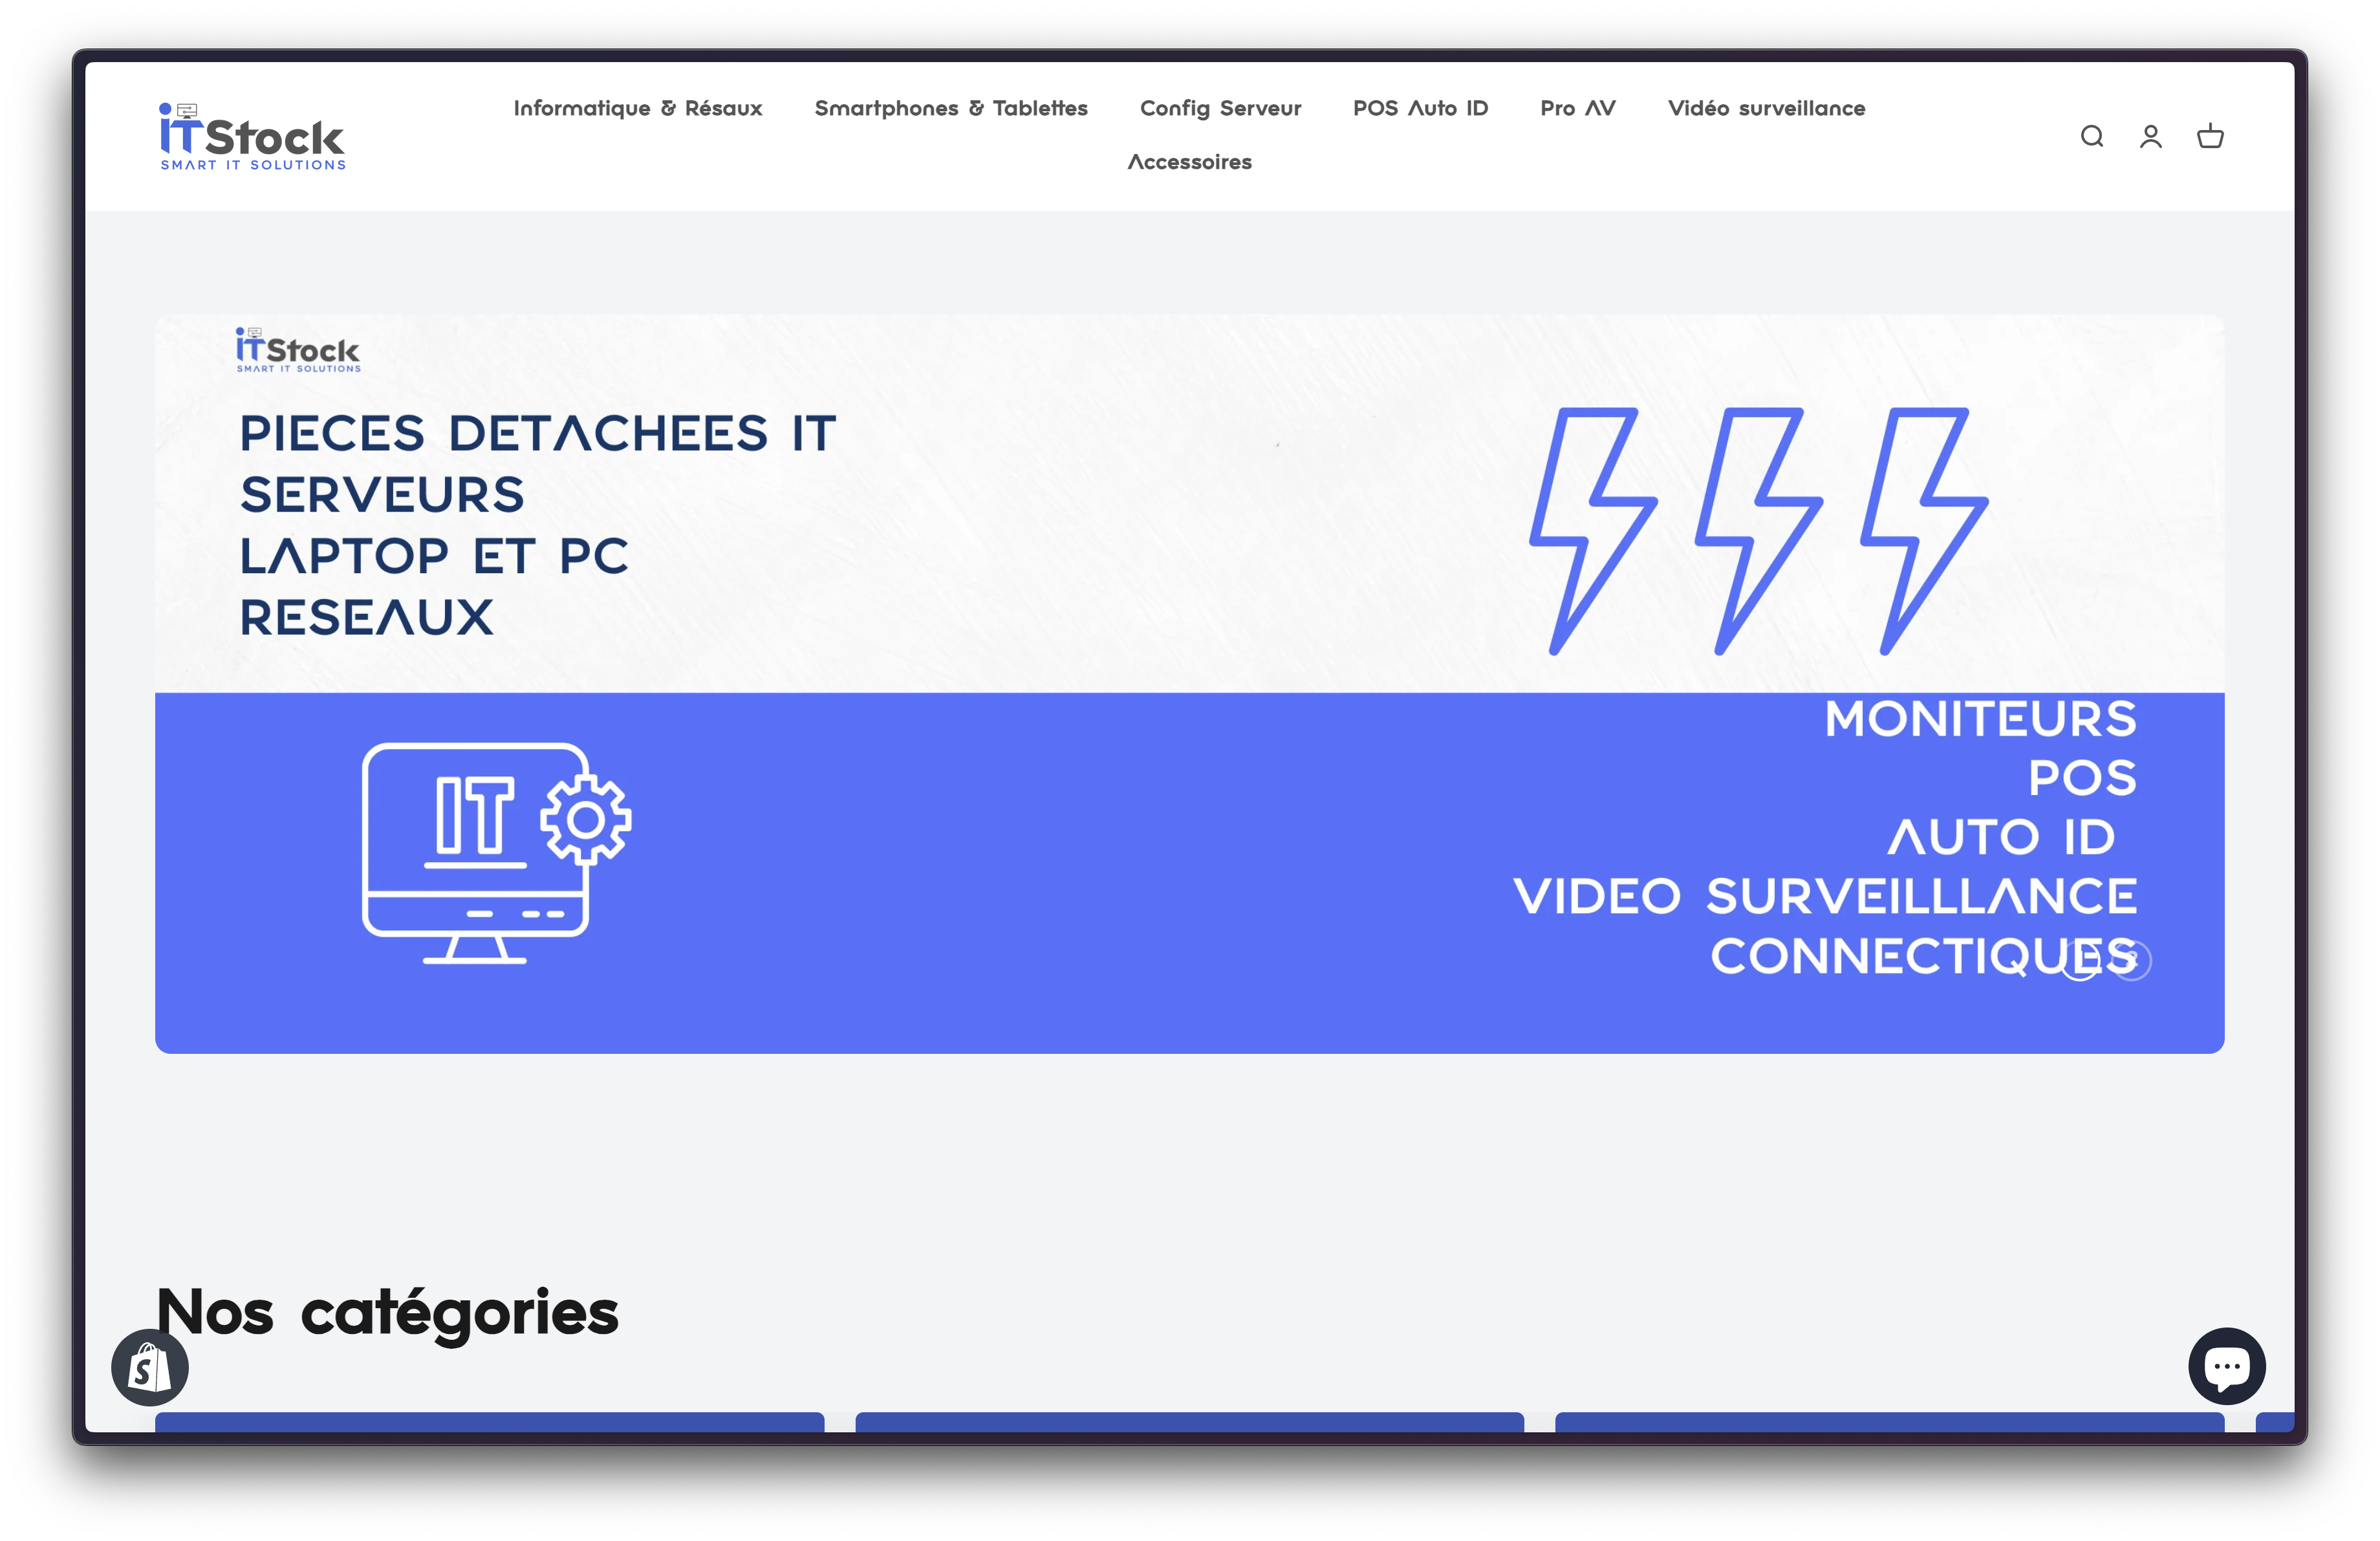 iTStock
SMART IT SOLUTIONS
Informatique & Résaux
Smartphones & Tablettes
Config Serveur
POS Auto ID
Pro AV
Vidéo surveillance
Accessoires
iTStock
SMART IT SOLUTIONS
PIECES DETACHEES IT
SERVEURS
LAPTOP ET PC
RESEAUX
IT
MONITEURS
POS
AUTO ID
VIDEO SURVEILLLANCE
CONNECTIQUES
Nos catégories